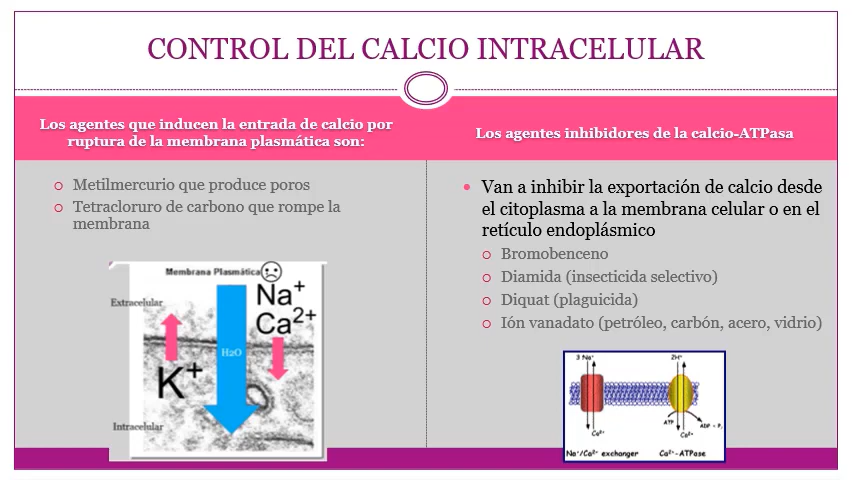 CONTROL DEL CALCIO INTRACELULAR
Los agentes que inducen la entrada de calcio por
ruptura de la membrana plasmática son:
Los agentes inhibidores de la calcio-ATPasa
Metilmercurio que produce poros
Tetracloruro de carbono que rompe la
membrana
Membrana Plasmática
Extracelular
Na+
Ca2+
H2O
K+
Intracelular
Van a inhibir la exportación de calcio desde
el citoplasma a la membrana celular o en el
retículo endoplásmico
Bromobenceno
Diamida (insecticida selectivo)
Diquat (plaguicida)
Ión vanadato (petróleo, carbón, acero, vidrio)
3 Na+
2H+
Ca2+
ATP
Ca2+
ADP + Pi
Na+/Ca2+ exchanger
Ca2+-ATPase